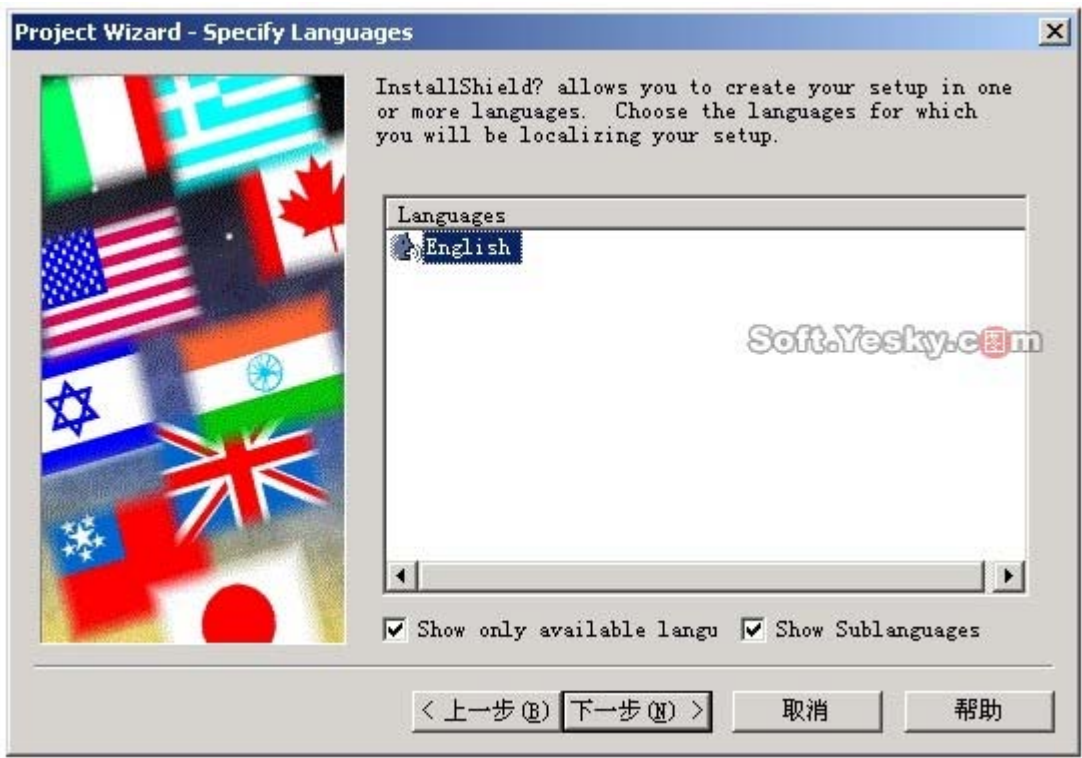 Project Wizard - Specify Languages
InstallShield? allows you to create your setup in one
or more languages. Choose the languages for which
you will be localizing your setup.
Languages
English
Soft.Yesky.com
Show only available langu
Show Sublanguages
< 上一步(B)
下一步(N) >
取消
帮助